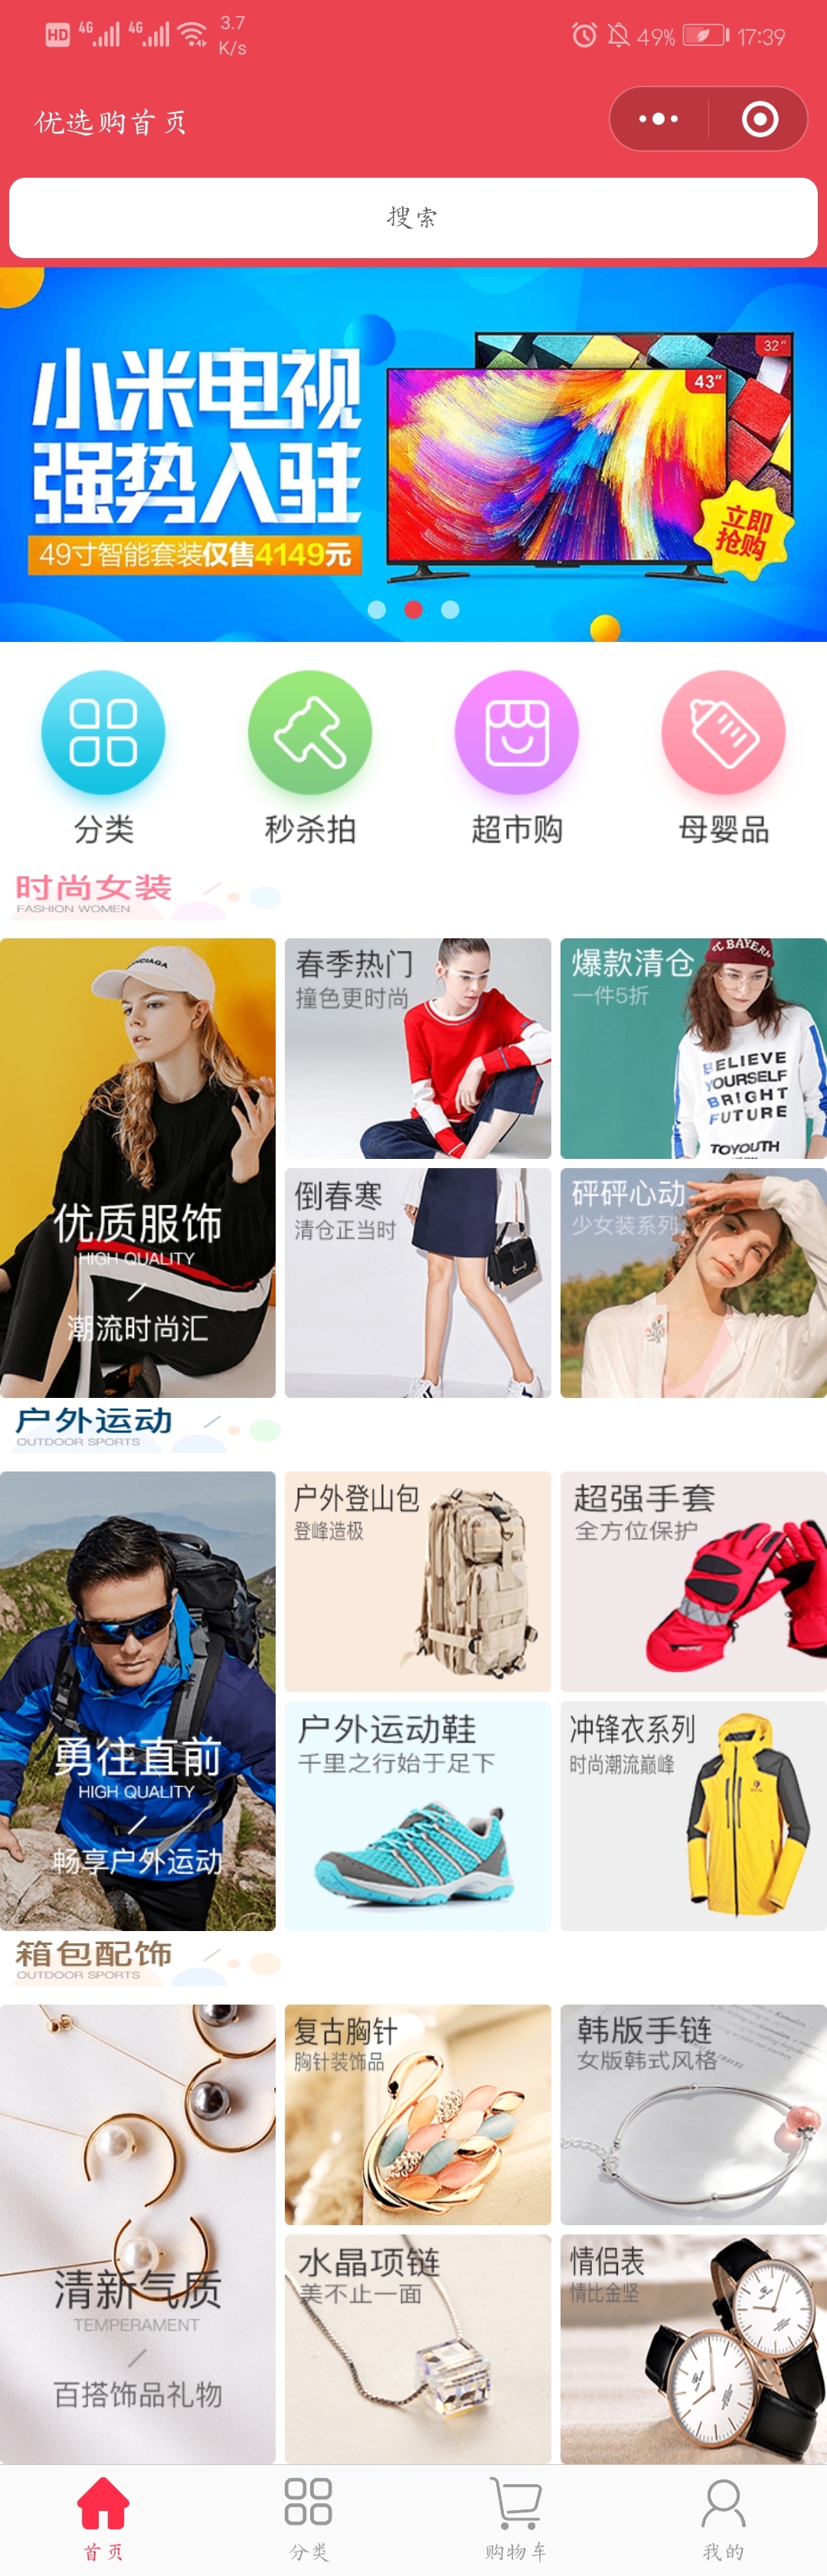 HD 4G 4G 3.7 K/s 49% 17:39
优选购首页
搜索
32"
43"
小米电视
强势入驻
49寸智能套装仅售4149元
立即
抢购
分类 秒杀拍 超市购 母婴品
时尚女装
FASHION WOMEN
优质服饰
HIGH QUALITY
潮流时尚汇
春季热门
撞色更时尚
爆款清仓
一件5折
BELIEVE
YOURSELF
BRIGHT
FUTURE
TOYOUTH
倒春寒
清仓正当时
砰砰心动
少女装系列
户外运动
OUTDOOR SPORTS
勇往直前
HIGH QUALITY
畅享户外运动
户外登山包
登峰造极
超强手套
全方位保护
户外运动鞋
千里之行始于足下
冲锋衣系列
时尚潮流巅峰
箱包配饰
OUTDOOR SPORTS
清新气质
TEMPERAMENT
百搭饰品礼物
复古胸针
胸针装饰品
韩版手链
女版韩式风格
水晶项链
美不止一面
情侣表
情比金坚
首页 分类 购物车 我的